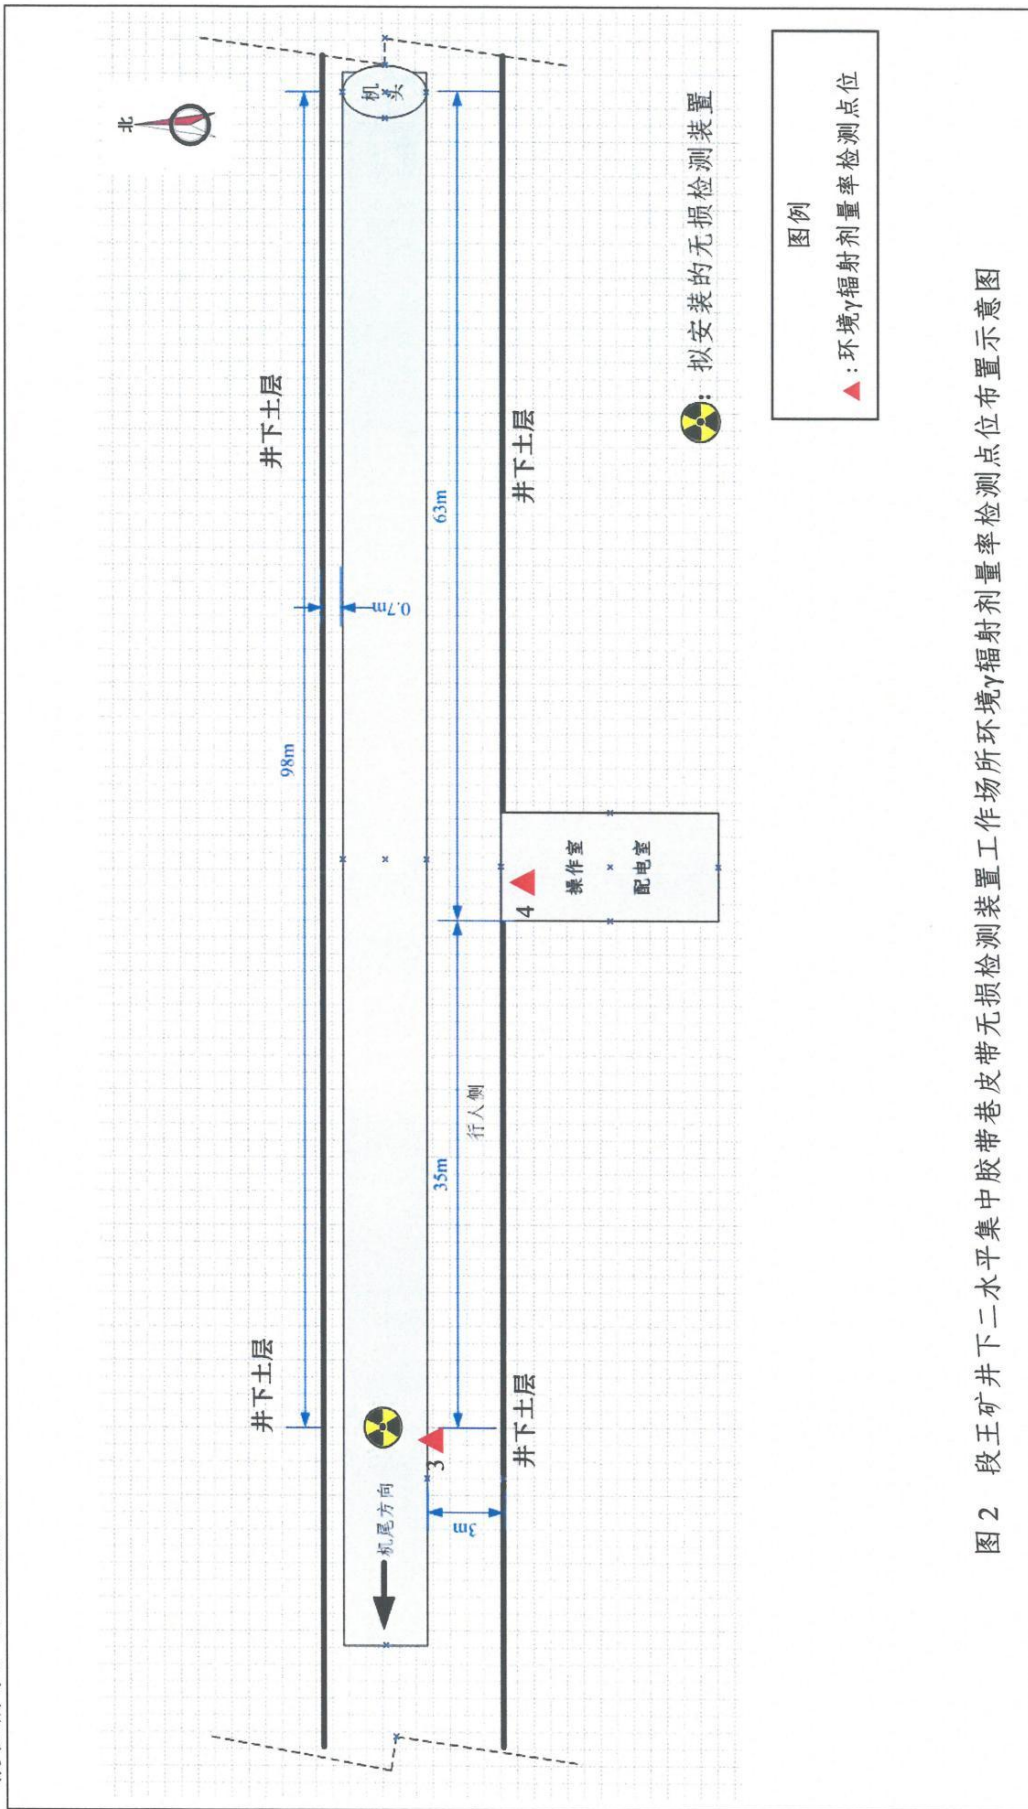 北
机
头
井下土层
98m
0.7m
井下土层
63m
井下土层
操作室
配电室
4
35m
行人侧
井下土层
3
机尾方向
3m
：拟安装的无损检测装置
图例
：环境γ辐射剂量率检测点位
图2 段王矿井下二水平集中胶带巷皮带无损检测装置工作场所环境γ辐射剂量率检测点位布置示意图